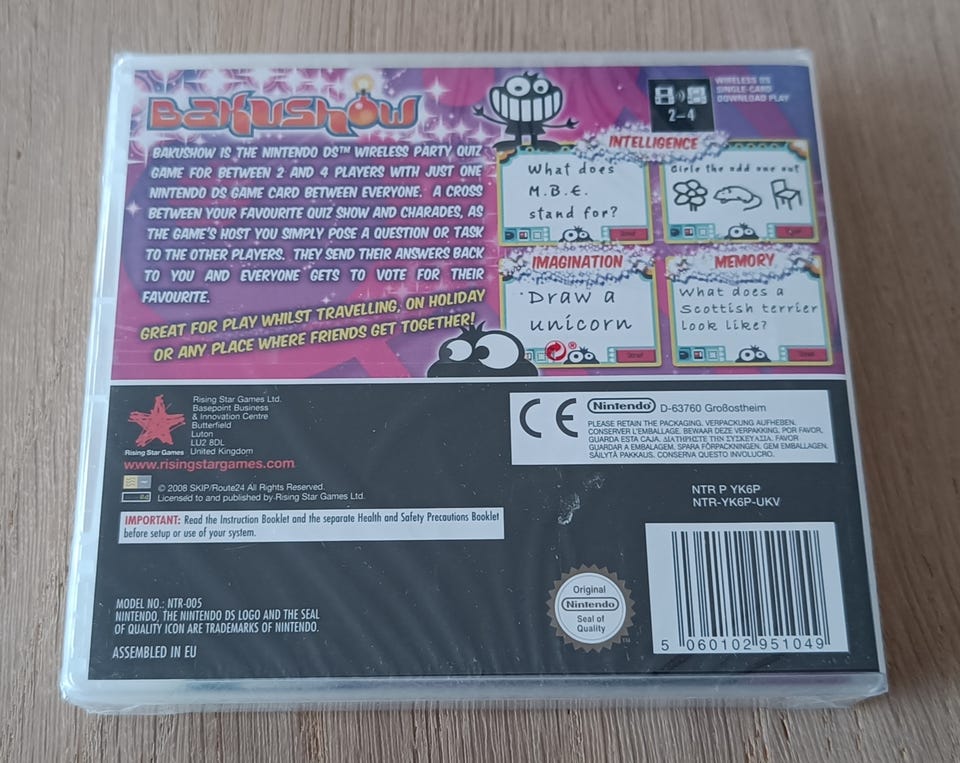 BAKUSHOW
BAKUSHOW IS THE NINTENDO DS™ WIRELESS PARTY QUIZ
GAME FOR BETWEEN 2 AND 4 PLAYERS WITH JUST ONE
NINTENDO DS GAME CARD BETWEEN EVERYONE. A CROSS
BETWEEN YOUR FAVOURITE QUIZ SHOW AND CHARADES, AS
THE GAME'S HOST YOU SIMPLY POSE A QUESTION OR TASK
TO THE OTHER PLAYERS. THEY SEND THEIR ANSWERS BACK
TO YOU AND EVERYONE GETS TO VOTE FOR THEIR
FAVOURITE.
GREAT FOR PLAY WHILST TRAVELLING, ON HOLIDAY
OR ANY PLACE WHERE FRIENDS GET TOGETHER!
2-4
WIRELESS DS
SINGLE-CARD
DOWNLOAD PLAY
INTELLIGENCE
What does
M.B.E.
stand for?
Circle the odd one out
IMAGINATION
Draw a
unicorn
MEMORY
What does a
Scottish terrier
look like?
Rising Star Games
Rising Star Games Ltd.
Basepoint Business
& Innovation Centre
Butterfield
Luton
LU2 8DL
United Kingdom
www.risingstargames.com
© 2008 SKIP/Route24 All Rights Reserved.
Licensed to and published by Rising Star Games Ltd.
IMPORTANT: Read the Instruction Booklet and the separate Health and Safety Precautions Booklet
before setup or use of your system.
MODEL NO.: NTR-005
NINTENDO, THE NINTENDO DS LOGO AND THE SEAL
OF QUALITY ICON ARE TRADEMARKS OF NINTENDO.
ASSEMBLED IN EU
CE
Nintendo D-63760 Großostheim
PLEASE RETAIN THE PACKAGING. VERPACKUNG AUFHEBEN.
CONSERVER L'EMBALLAGE. BEWAAR DEZE VERPAKKING. POR FAVOR,
GUARDA ESTA CAJA. ΔΙΑΤΗΡΗΣΤΕ ΤΗΝ ΣΥΣΚΕΥΑΣΙΑ. FAVOR
GUARDAR A EMBALAGEM. SPARA FÖRPACKNINGEN. GEM EMBALLAGEN.
SÄILYTÄ PAKKAUS. CONSERVA QUESTO INVOLUCRO.
NTR P YK6P
NTR-YK6P-UKV
Original
Nintendo
Seal of
Quality
TM
5 060102 951049